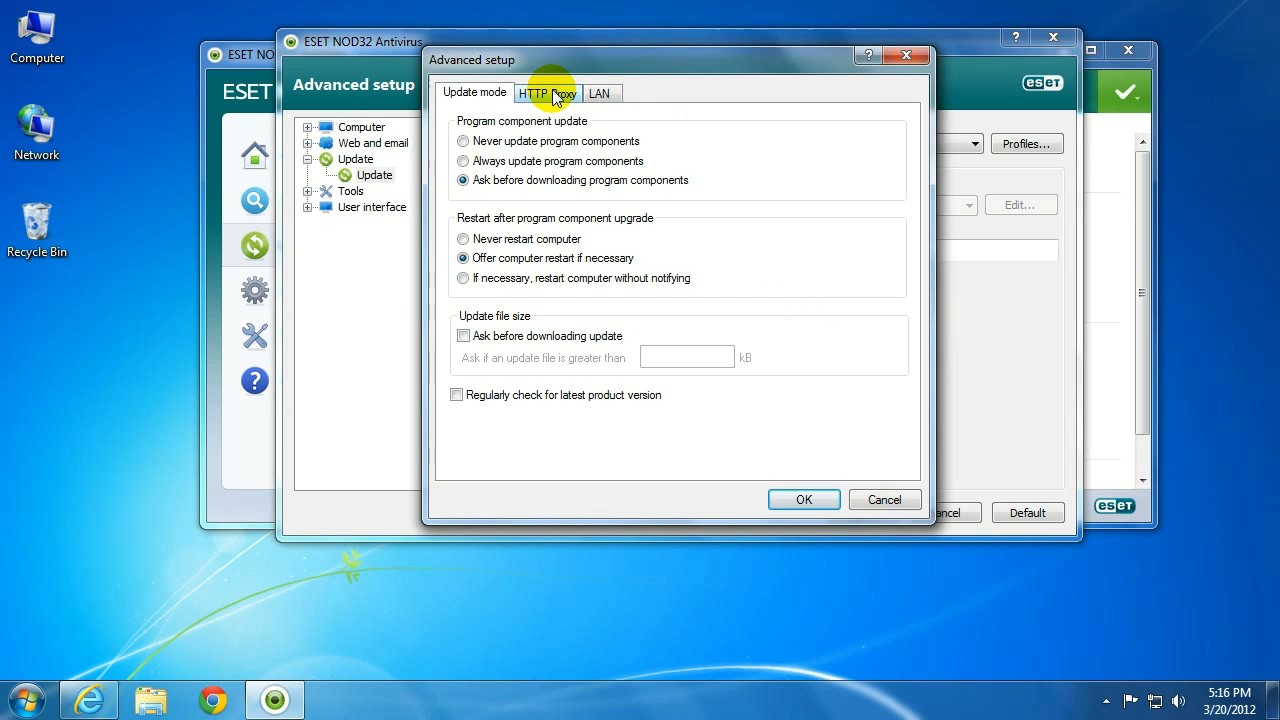 Computer
Network
Recycle Bin
ESET NO
ESET
ESET NOD32 Antivirus
Advanced setup
eseT
Computer
Web and email
Update
Update
Tools
User interface
Profiles...
Edit...
ancel
Default
eseT
Advanced setup
Update mode
HTTP Proxy
LAN
Program component update
Never update program components
Always update program components
Ask before downloading program components
Restart after program component upgrade
Never restart computer
Offer computer restart if necessary
If necessary, restart computer without notifying
Update file size
Ask before downloading update
Ask if an update file is greater than
kB
Regularly check for latest product version
OK
Cancel
5:16 PM
3/20/2012